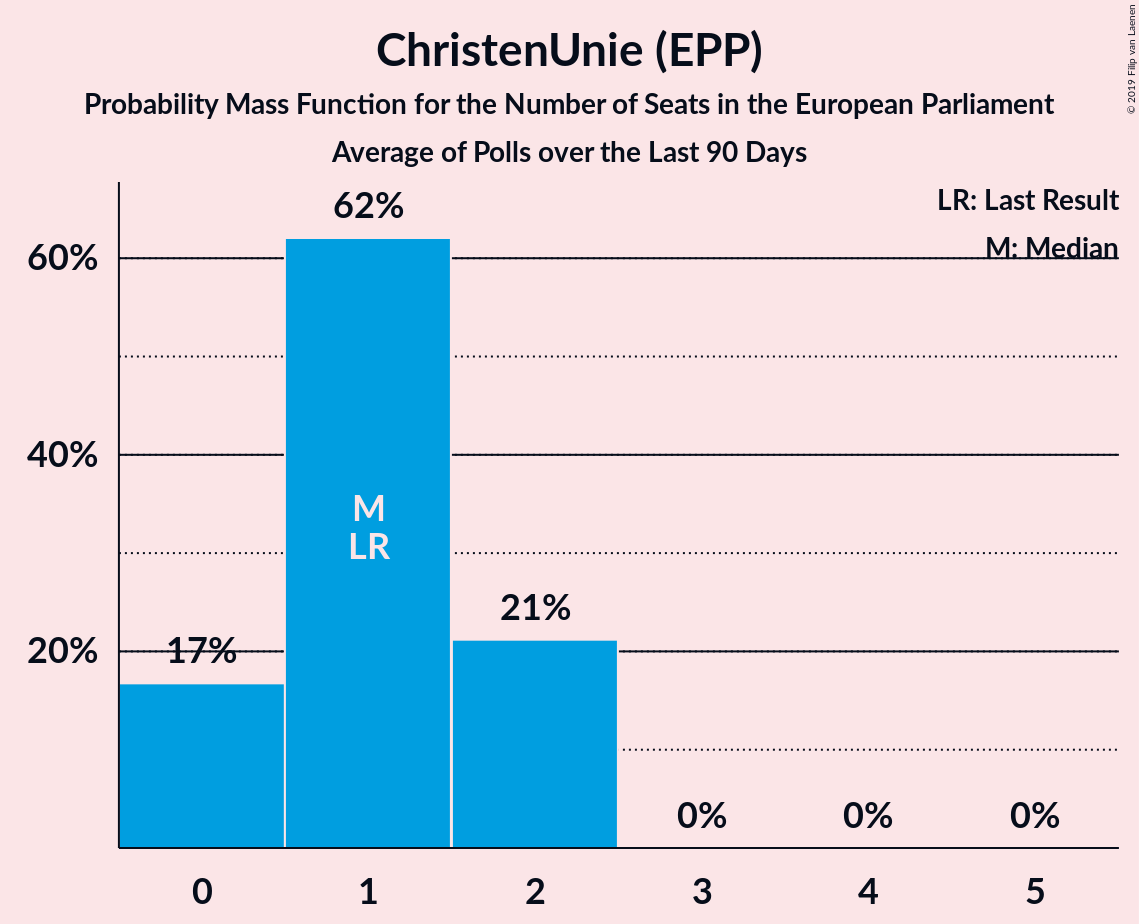 ChristenUnie (EPP)
Probability Mass Function for the Number of Seats in the European Parliament
Average of Polls over the Last 90 Days
© 2019 Filip van Laenen
LR: Last Result
M: Median
62%
60%
40%
M
LR
21%
17%
20%
0%
0%
0%
0
1
2
3
4
5